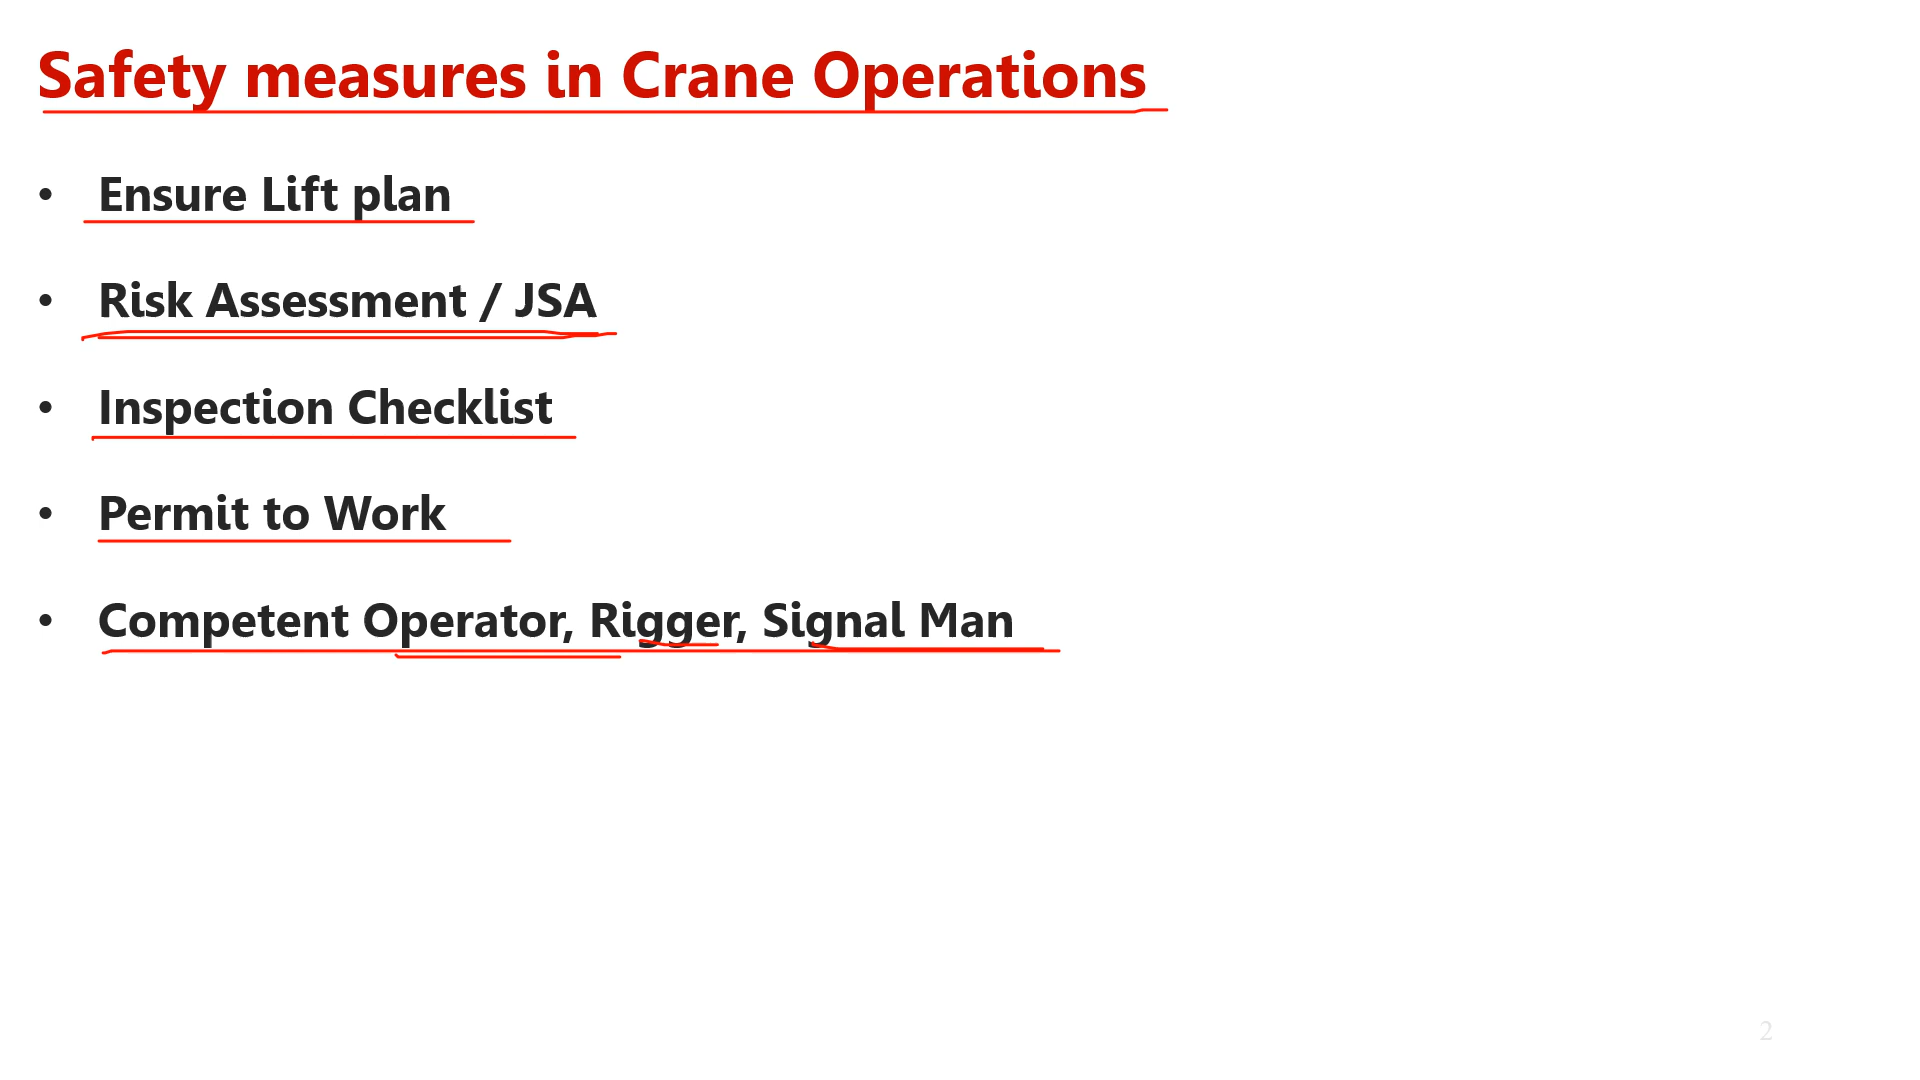 Safety measures in Crane Operations
• Ensure Lift plan
• Risk Assessment / JSA
• Inspection Checklist
• Permit to Work
• Competent Operator, Rigger, Signal Man
2